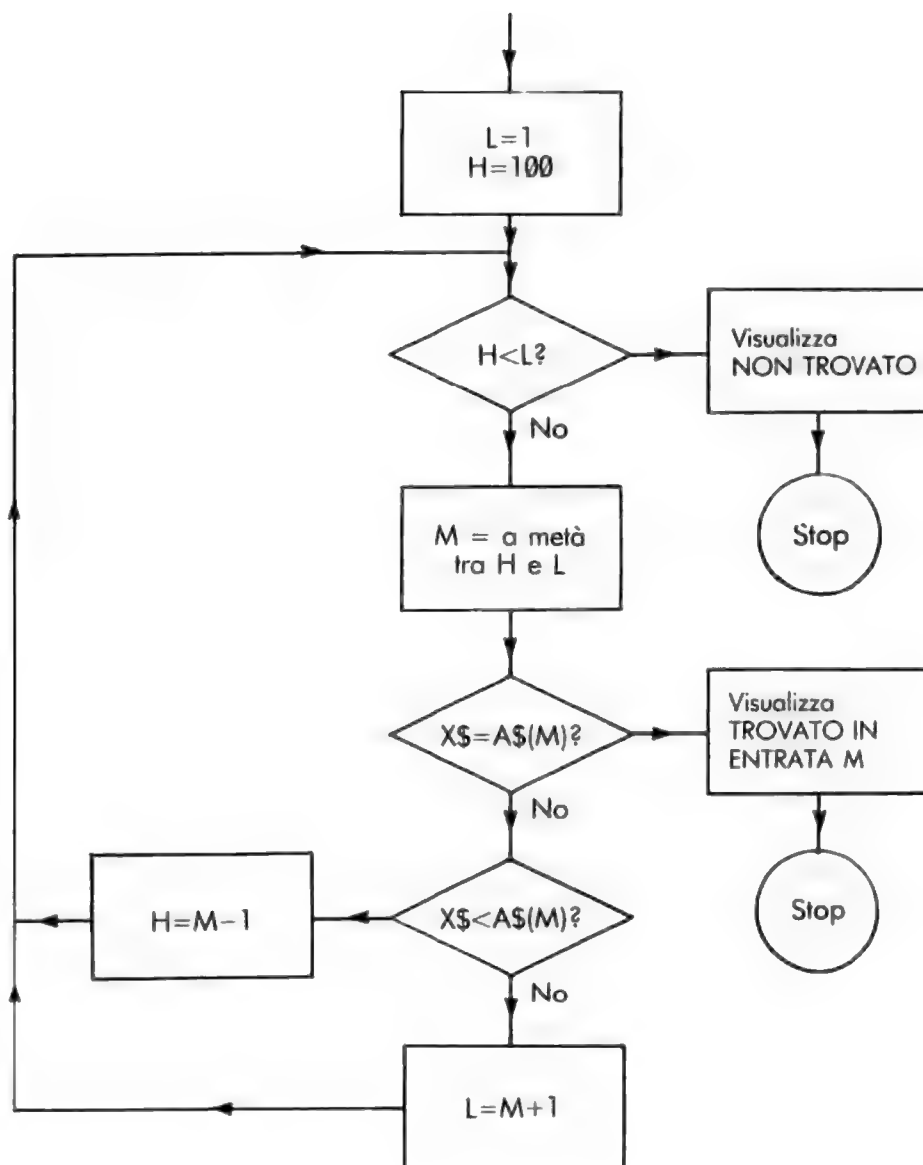 L=1
H=100
H<L?
Visualizza
NON TROVATO
No
M = a metà
tra H e L
Stop
X$=A$(M)?
Visualizza
TROVATO IN
ENTRATA M
No
X$<A$(M)?
H=M-1
Stop
No
L=M+1